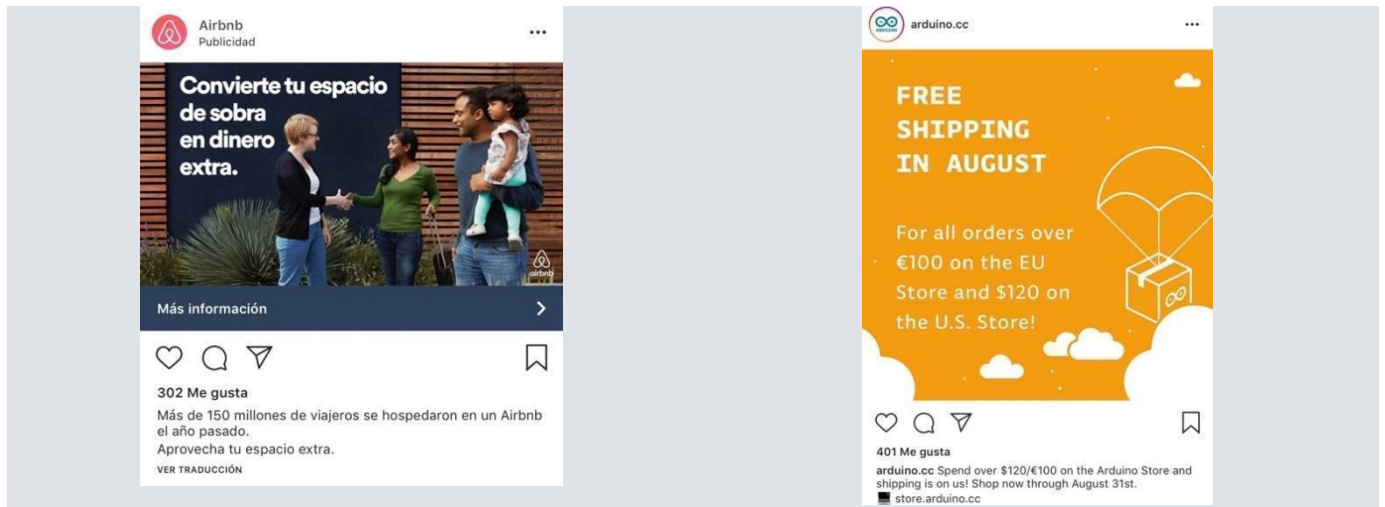 Airbnb
Publicidad
Convierte tu espacio
de sobra
en dinero
extra.
airbnb
Más información
302 Me gusta
Más de 150 millones de viajeros se hospedaron en un Airbnb
el año pasado.
Aprovecha tu espacio extra.
VER TRADUCCIÓN
ARDUINO
arduino.cc
FREE
SHIPPING
IN AUGUST
For all orders over
€100 on the EU
Store and $120 on
the U.S. Store!
401 Me gusta
arduino.cc Spend over $120/€100 on the Arduino Store and
shipping is on us! Shop now through August 31st.
store.arduino.cc